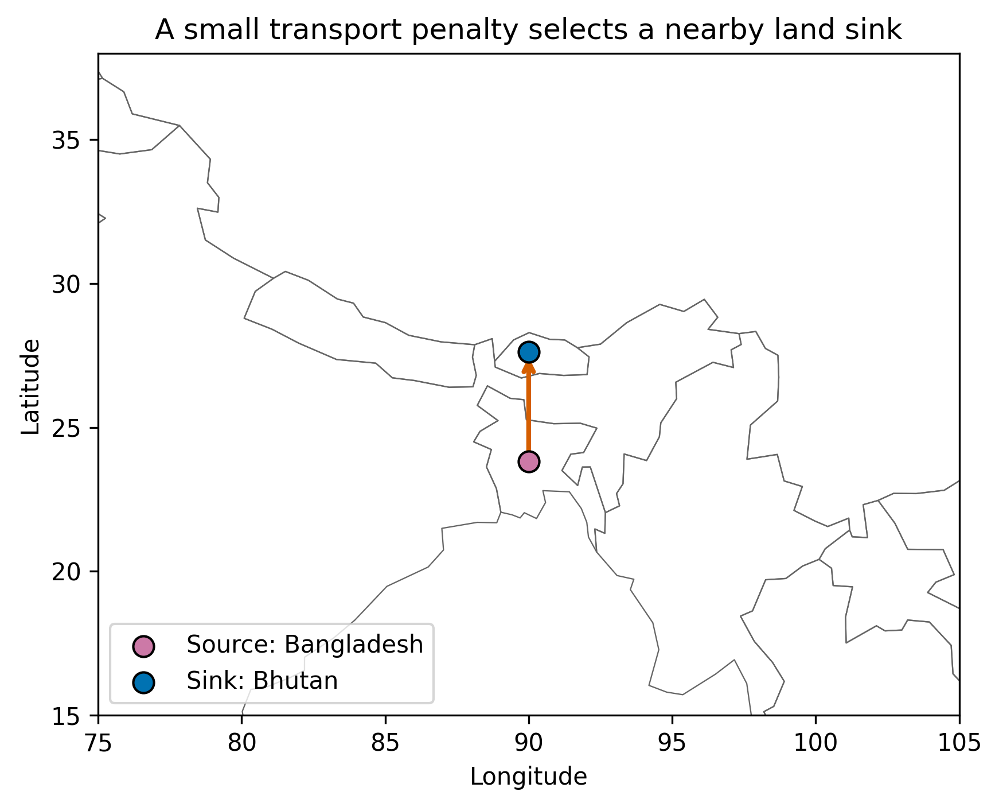 A small transport penalty selects a nearby land sink
35
30
25
20
15
Latitude
Source: Bangladesh
Sink: Bhutan
75 80 85 90 95 100 105
Longitude